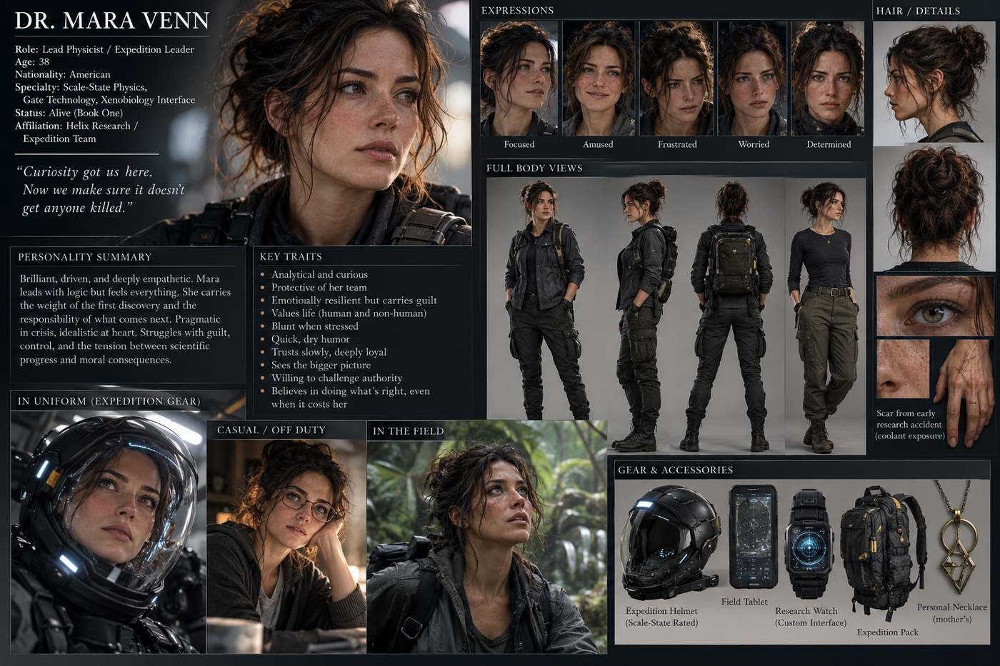 DR. MARA VENN
Role: Lead Physicist / Expedition Leader
Age: 38
Nationality: American
Specialty: Scale-State Physics,
Gate Technology, Xenobiology Interface
Status: Alive (Book One)
Affiliation: Helix Research /
Expedition Team
“Curiosity got us here,
Now we make sure it doesn’t
get anyone killed.”
PERSONALITY SUMMARY
Brilliant, driven, and deeply empathetic. Mara
leads with logic but feels everything. She carries
the weight of the first discovery and the
responsibility of what comes next. Pragmatic
in crisis, idealistic at heart. Struggles with guilt,
control, and the tension between scientific
progress and moral consequences.
KEY TRAITS
• Analytical and curious
• Protective of her team
• Emotionally resilient but carries guilt
• Values life (human and non-human)
• Blunt when stressed
• Quick, dry humor
• Trusts slowly, deeply loyal
• Sees the bigger picture
• Willing to challenge authority
• Believes in doing what’s right, even
when it costs her
IN UNIFORM (EXPEDITION GEAR)
CASUAL / OFF DUTY
IN THE FIELD
EXPRESSIONS
Focused
Amused
Frustrated
Worried
Determined
FULL BODY VIEWS
HAIR / DETAILS
Scar from early
research accident
(coolant exposure)
GEAR & ACCESSORIES
Expedition Helmet
(Scale-State Rated)
Field Tablet
Research Watch
(Custom Interface)
Expedition Pack
Personal Necklace
(mother’s)